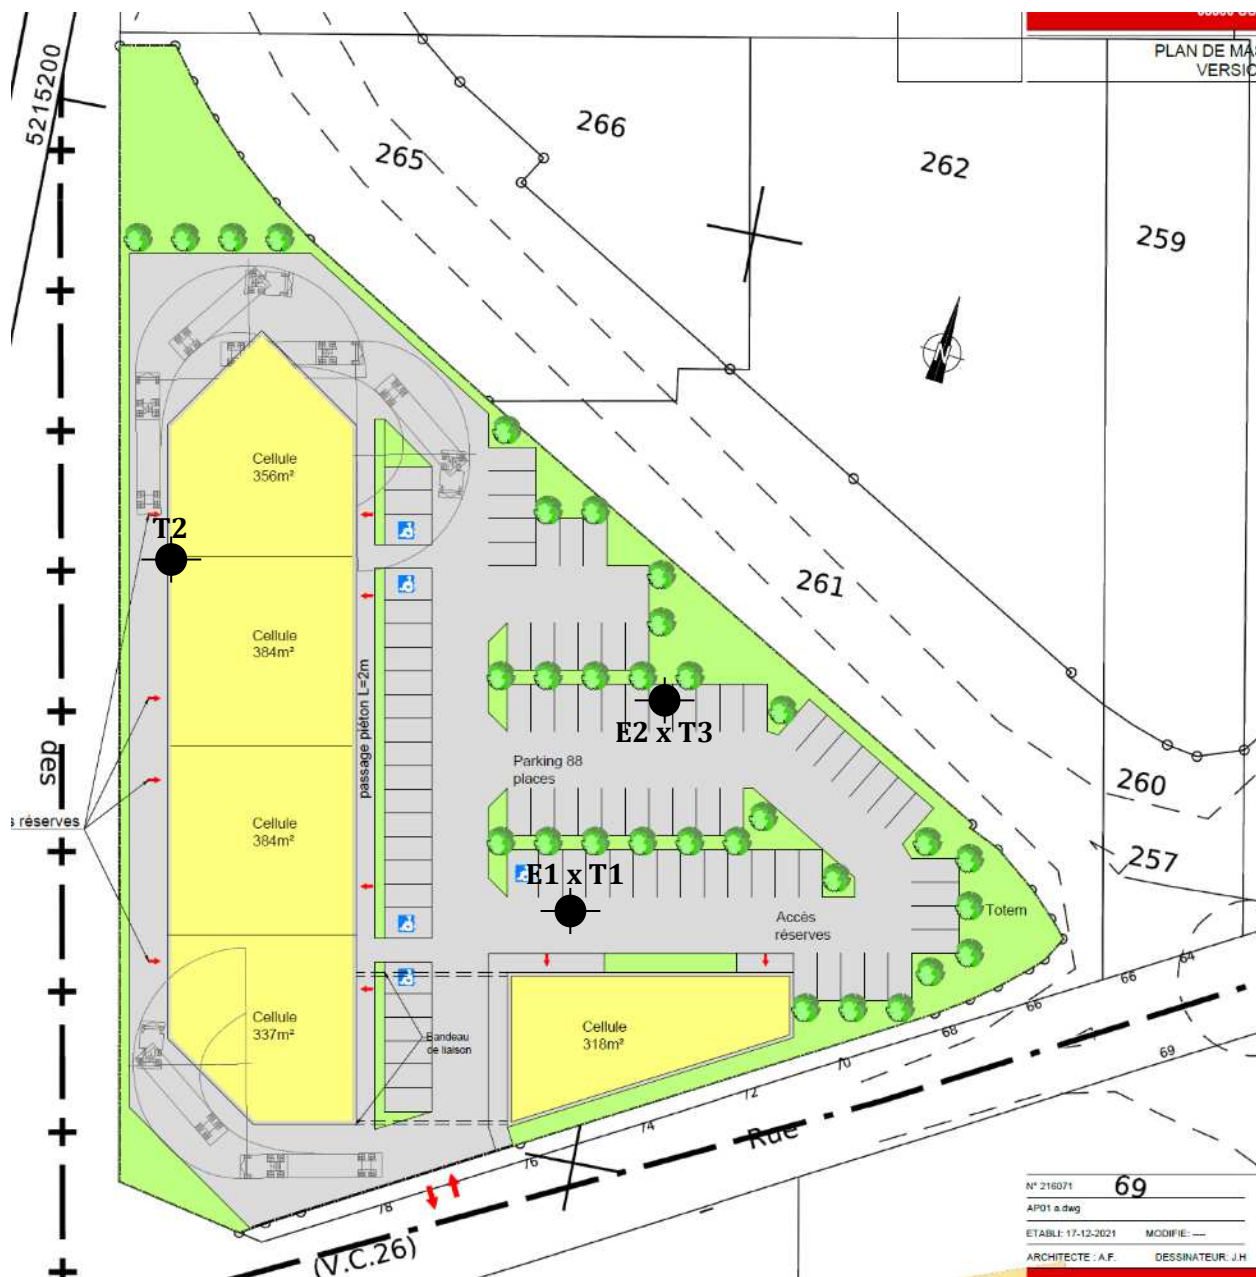 PLAN DE MAS
VERSIO
5215200
266
265
262
259
Cellule
356m²
T2
261
Cellule
384m²
passage piéton L=2m
E2 x T3
des
Parking 88
places
260
s réserves
Cellule
384m²
257
E1 x T1
Accès
réserves
Totem
64
66
66
68
69
70
72
74
76
78
Cellule
337m²
Bandeau
de liaison
Cellule
318m²
Rue
(V.C.26)
N° 216071
69
AP01 a.dwg
ETABLI: 17-12-2021 MODIFIE: ----
ARCHITECTE : A.F. DESSINATEUR: J.H